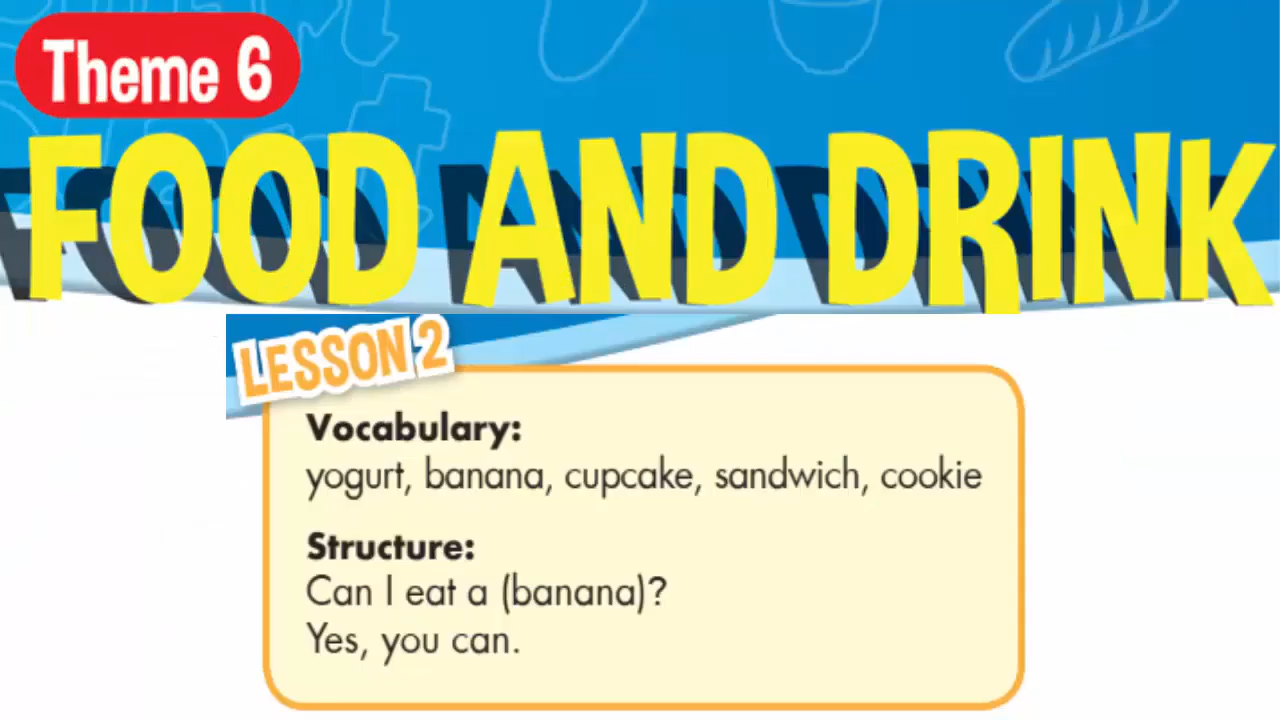 Theme 6
FOOD AND DRINK
LESSON 2
Vocabulary:
yogurt, banana, cupcake, sandwich, cookie
Structure:
Can I eat a (banana)?
Yes, you can.